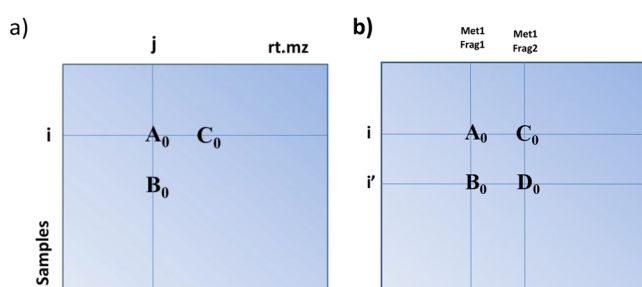 a)
j
rt.mz
i
A₀
C₀
B₀
Samples
b)
Met1
Frag1
Met1
Frag2
i
A₀
C₀
i'
B₀
D₀